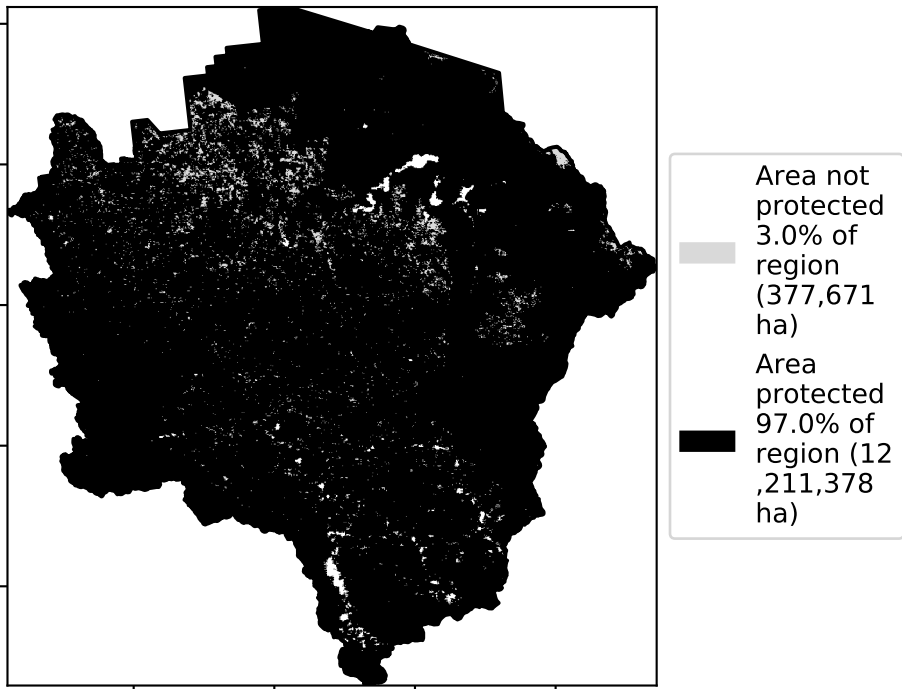 Area not
protected
3.0% of
region
(377,671
ha)
Area
protected
97.0% of
region (12
,211,378
ha)